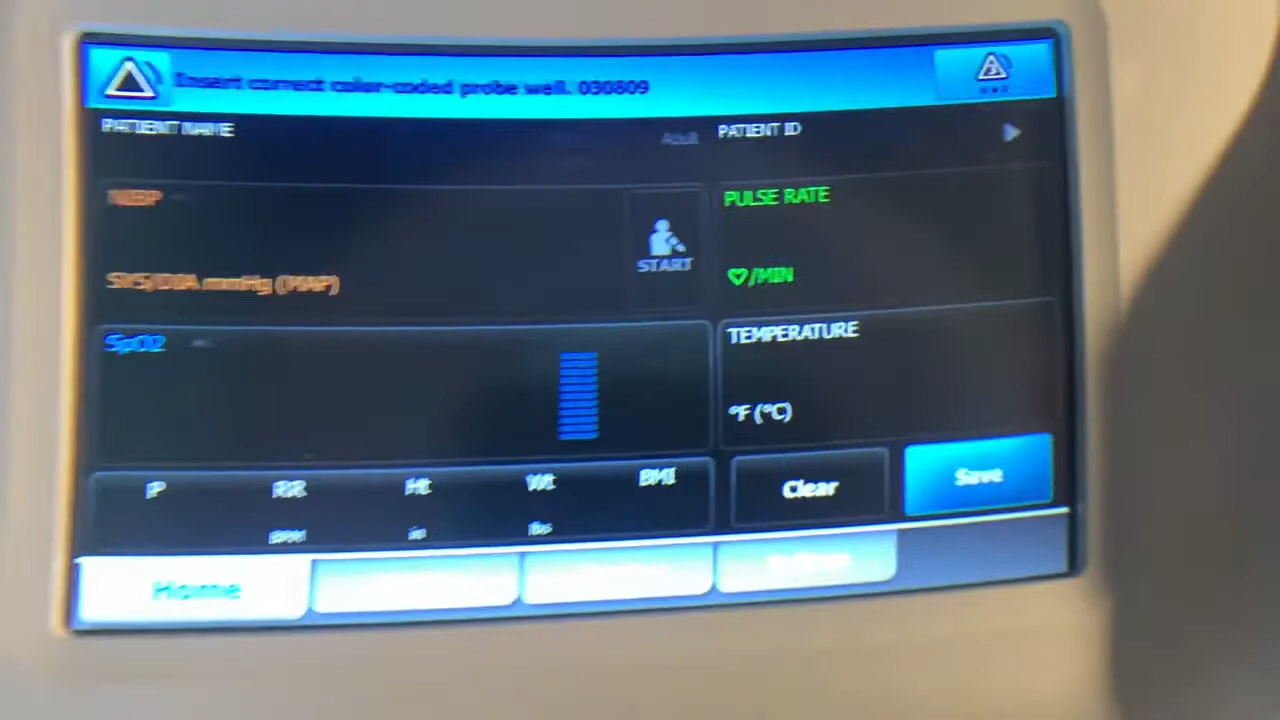 Insert correct color-coded probe well. 030809
PATIENT NAME
Adult
PATIENT ID
NIBP
START
SYS/DIA mmHg (MAP)
PULSE RATE
/MIN
SpO2
TEMPERATURE
°F (°C)
P RR Ht Wt BMI
BPM in lbs
Clear
Save
Home